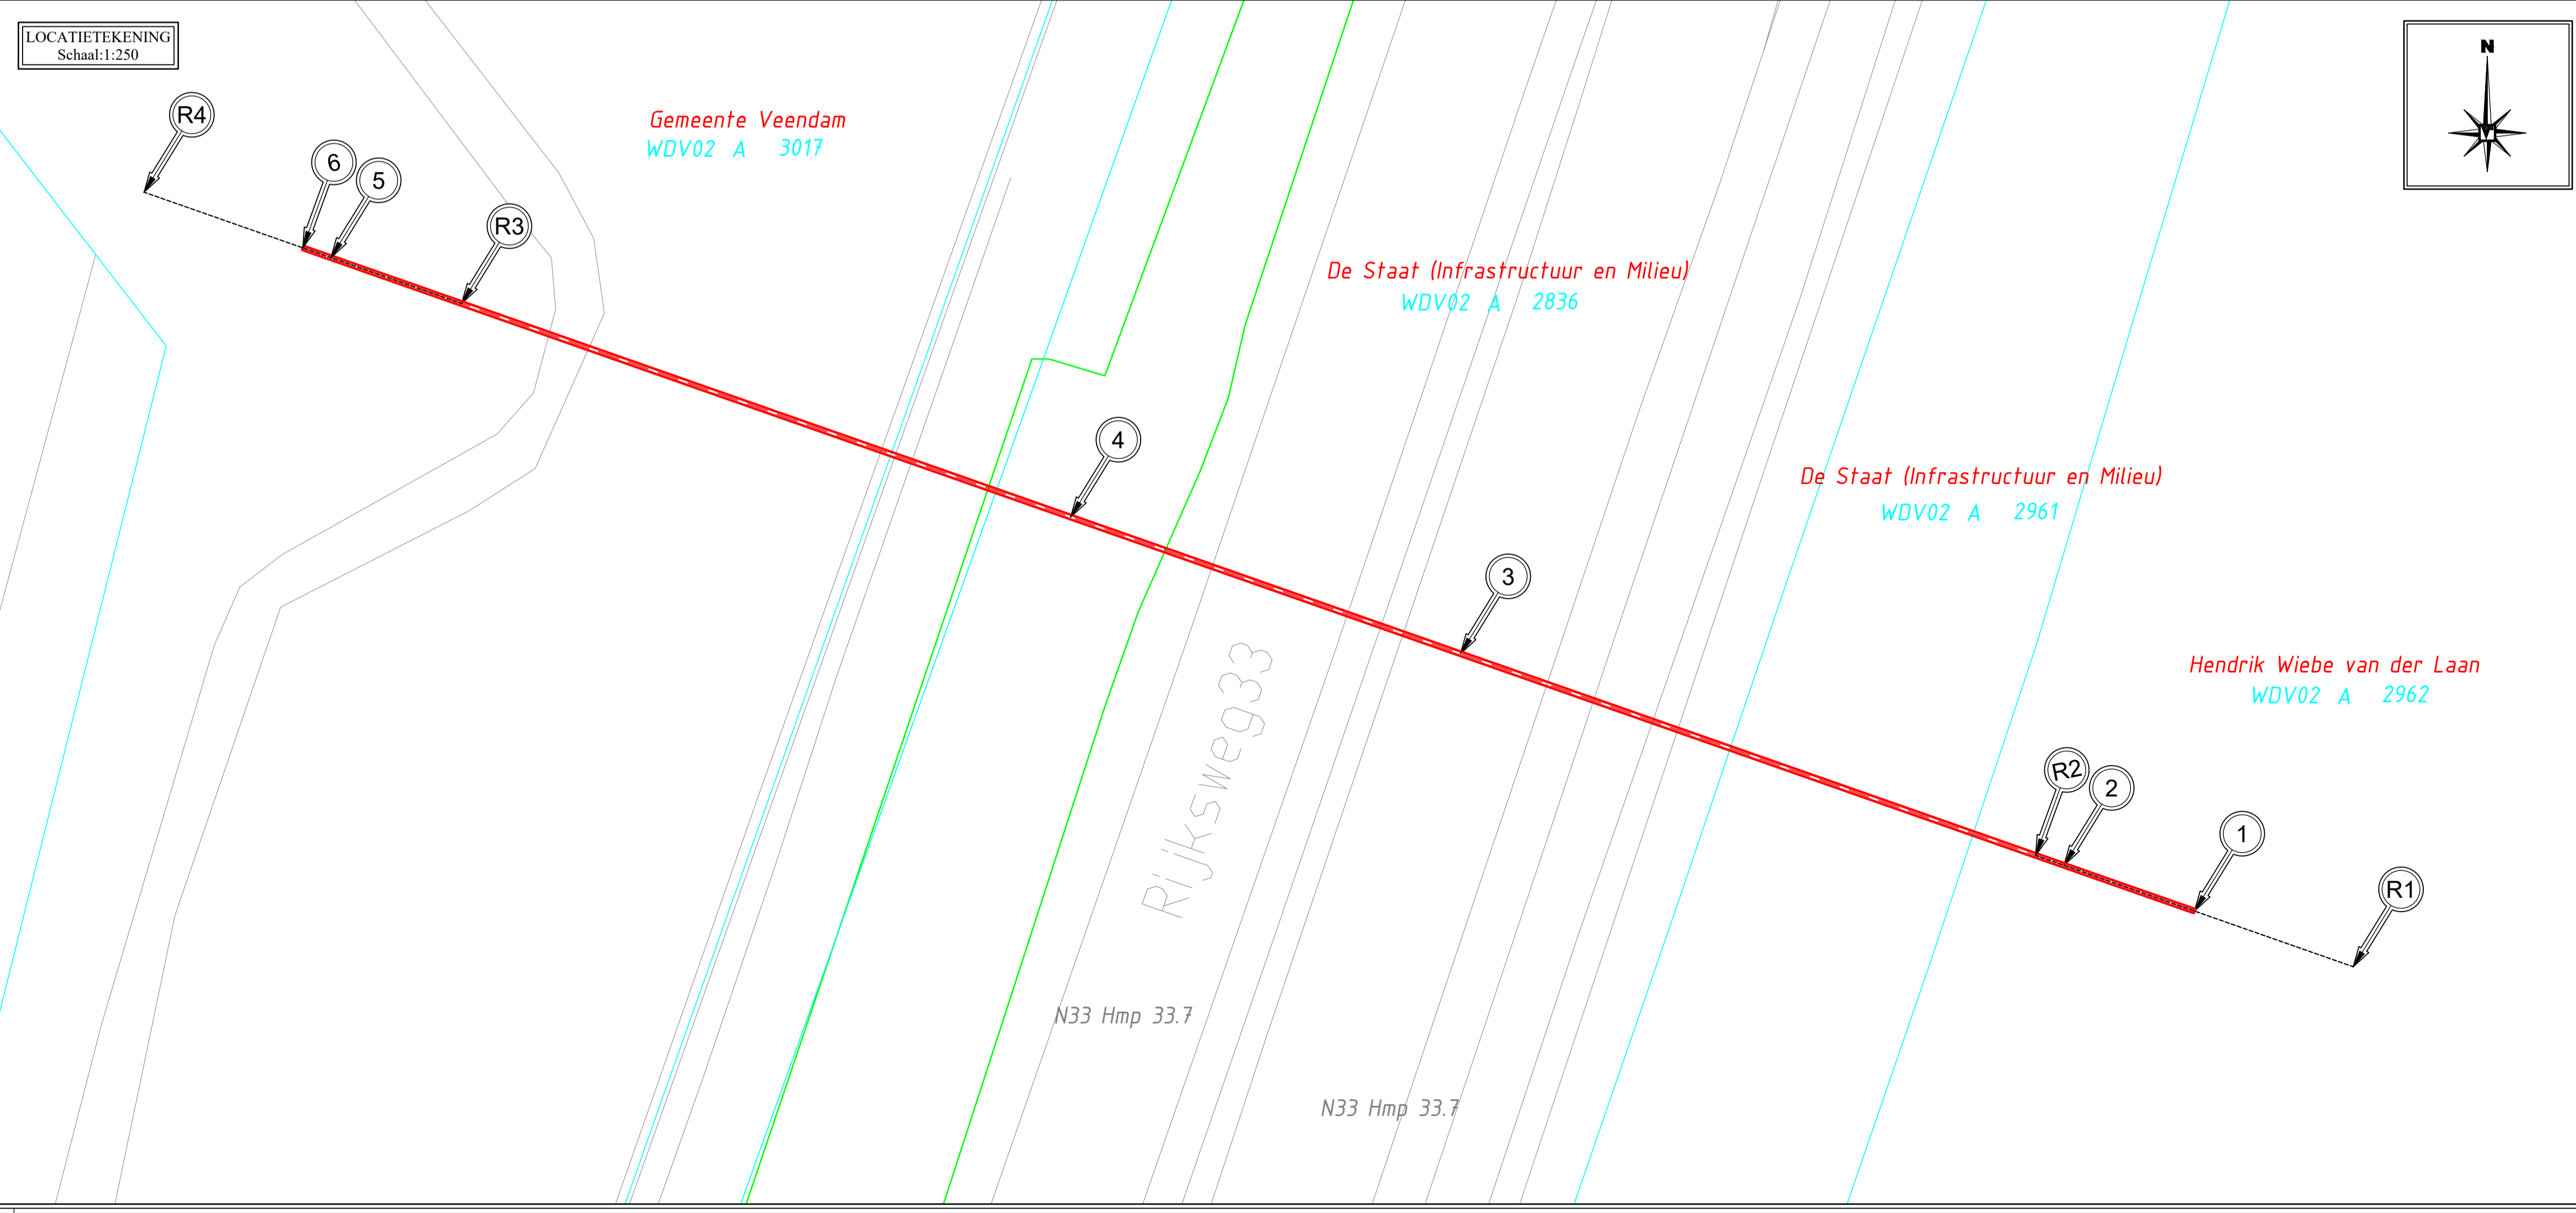 LOCATIETEKENING
Schaal:1:250
N
R4
6
5
R3
Gemeente Veendam
WDV02 A 3017
De Staat (Infrastructuur en Milieu)
WDV02 A 2836
4
De Staat (Infrastructuur en Milieu)
WDV02 A 2961
3
Hendrik Wiebe van der Laan
WDV02 A 2962
Rijksweg33
R2
2
1
R1
N33 Hmp 33.7
N33 Hmp 33.7